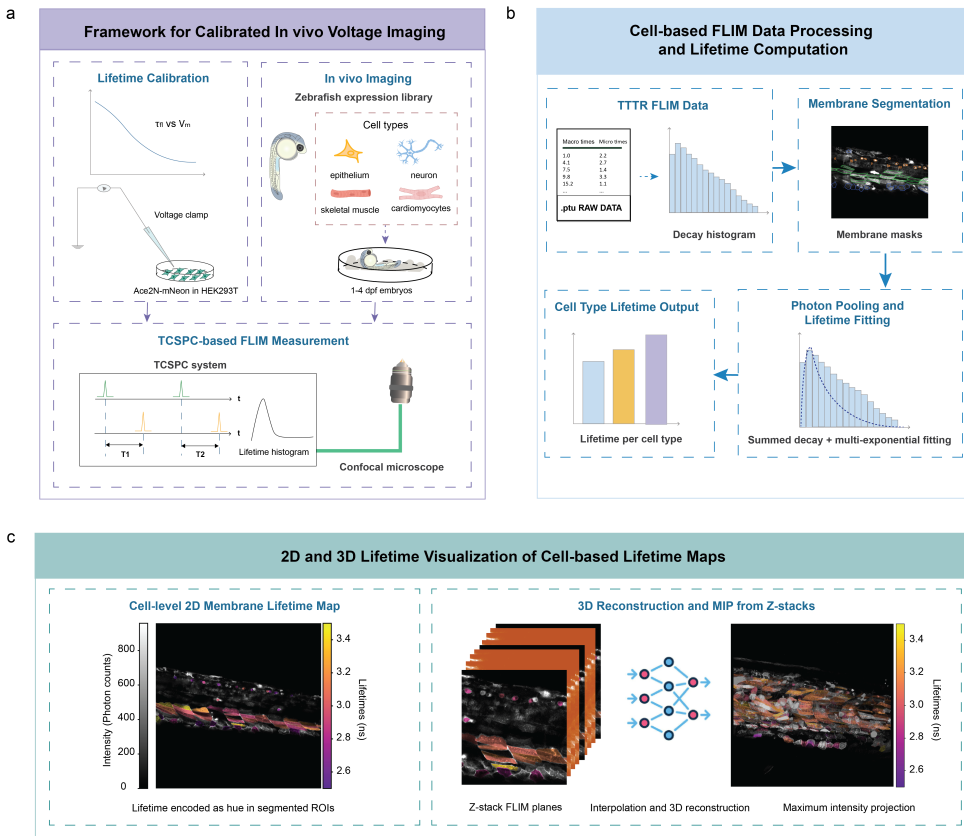 a
Framework for Calibrated In vivo Voltage Imaging
Lifetime Calibration
τfl vs Vm
Voltage clamp
Ace2N-mNeon in HEK293T
In vivo Imaging
Zebrafish expression library
Cell types
epithelium
neuron
skeletal muscle
cardiomyocytes
1-4 dpf embryos
TCSPC-based FLIM Measurement
TCSPC system
t
t
T1
T2
Lifetime histogram
Confocal microscope
b
Cell-based FLIM Data Processing
and Lifetime Computation
TTTR FLIM Data
Macro times Micro times
1.0 2.2
4.1 2.7
7.5 1.4
9.8 3.3
15.2 1.1
... ...
.ptu RAW DATA
Decay histogram
Membrane Segmentation
Membrane masks
Cell Type Lifetime Output
Lifetime per cell type
Photon Pooling and
Lifetime Fitting
Summed decay + multi-exponential fitting
c
2D and 3D Lifetime Visualization of Cell-based Lifetime Maps
Cell-level 2D Membrane Lifetime Map
Intensity (Photon counts)
800
600
400
200
0
3.4
3.2
3.0
2.8
2.6
Lifetimes (ns)
Lifetime encoded as hue in segmented ROIs
3D Reconstruction and MIP from Z-stacks
Z-stack FLIM planes
Interpolation and 3D reconstruction
Maximum intensity projection
3.4
3.2
3.0
2.8
2.6
Lifetimes (ns)